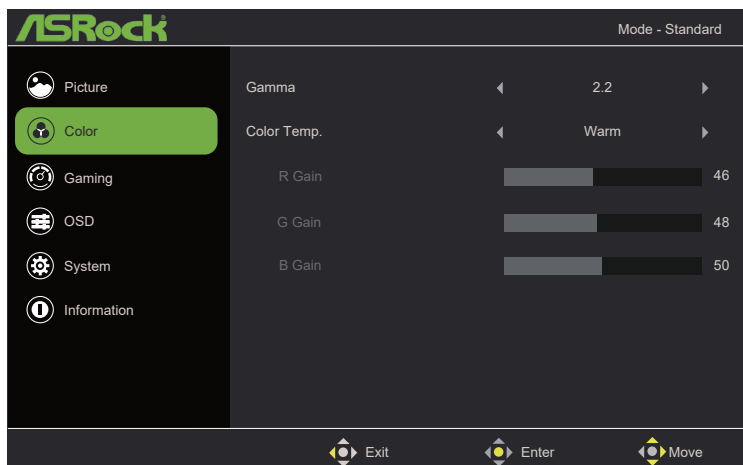 ASRock
Mode - Standard
Picture
Gamma 2.2
Color
Color Temp. Warm
Gaming
R Gain 46
OSD
G Gain 48
System
B Gain 50
Information
Exit Enter Move